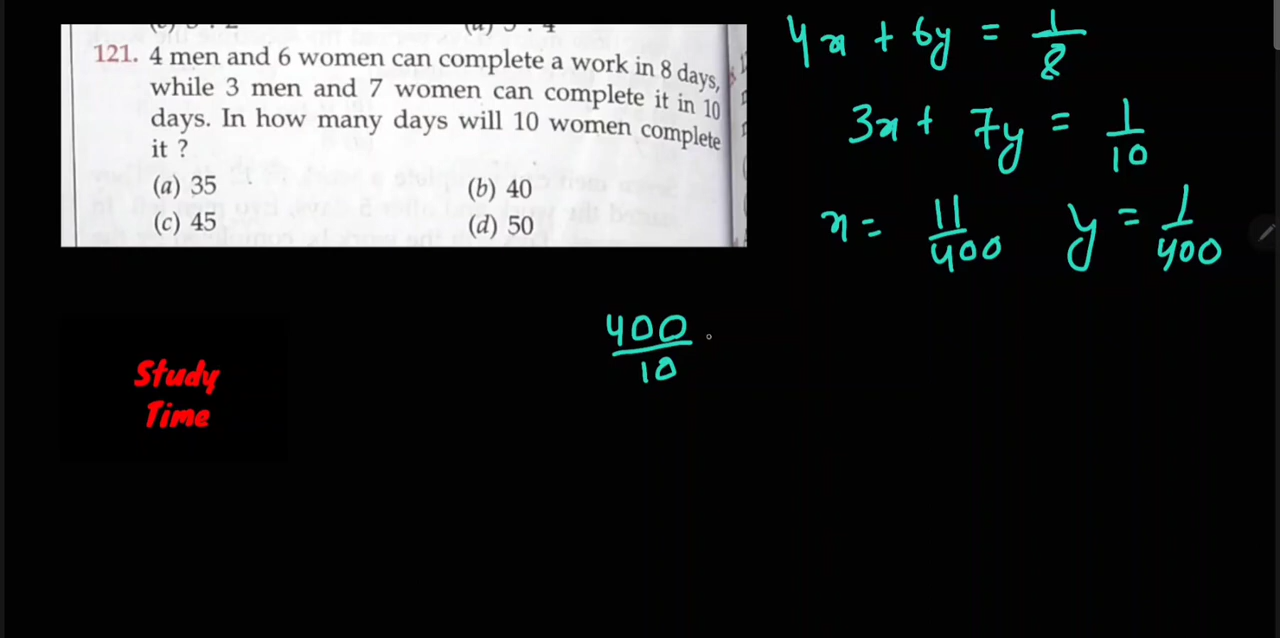 121. 4 men and 6 women can complete a work in 8 days,
while 3 men and 7 women can complete it in 10
days. In how many days will 10 women complete
it ?
(a) 35
(b) 40
(c) 45
(d) 50
4x + 6y = 1/8
3x + 7y = 1/10
x = 11/400 y = 1/400
400/10
Study
Time